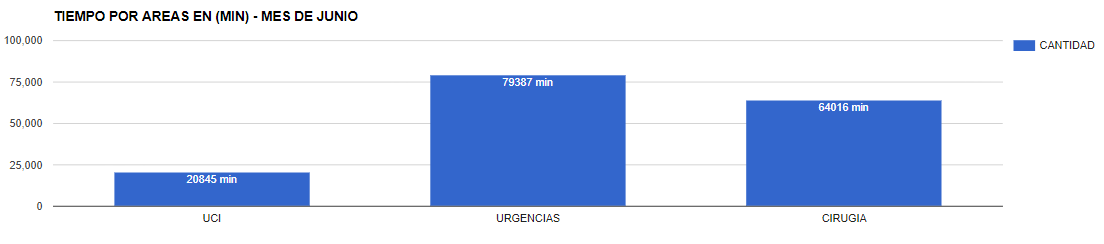 TIEMPO POR AREAS EN (MIN) - MES DE JUNIO
100,000
CANTIDAD
75,000
79387 min
64016 min
50,000
25,000
20845 min
0
UCI URGENCIAS CIRUGIA